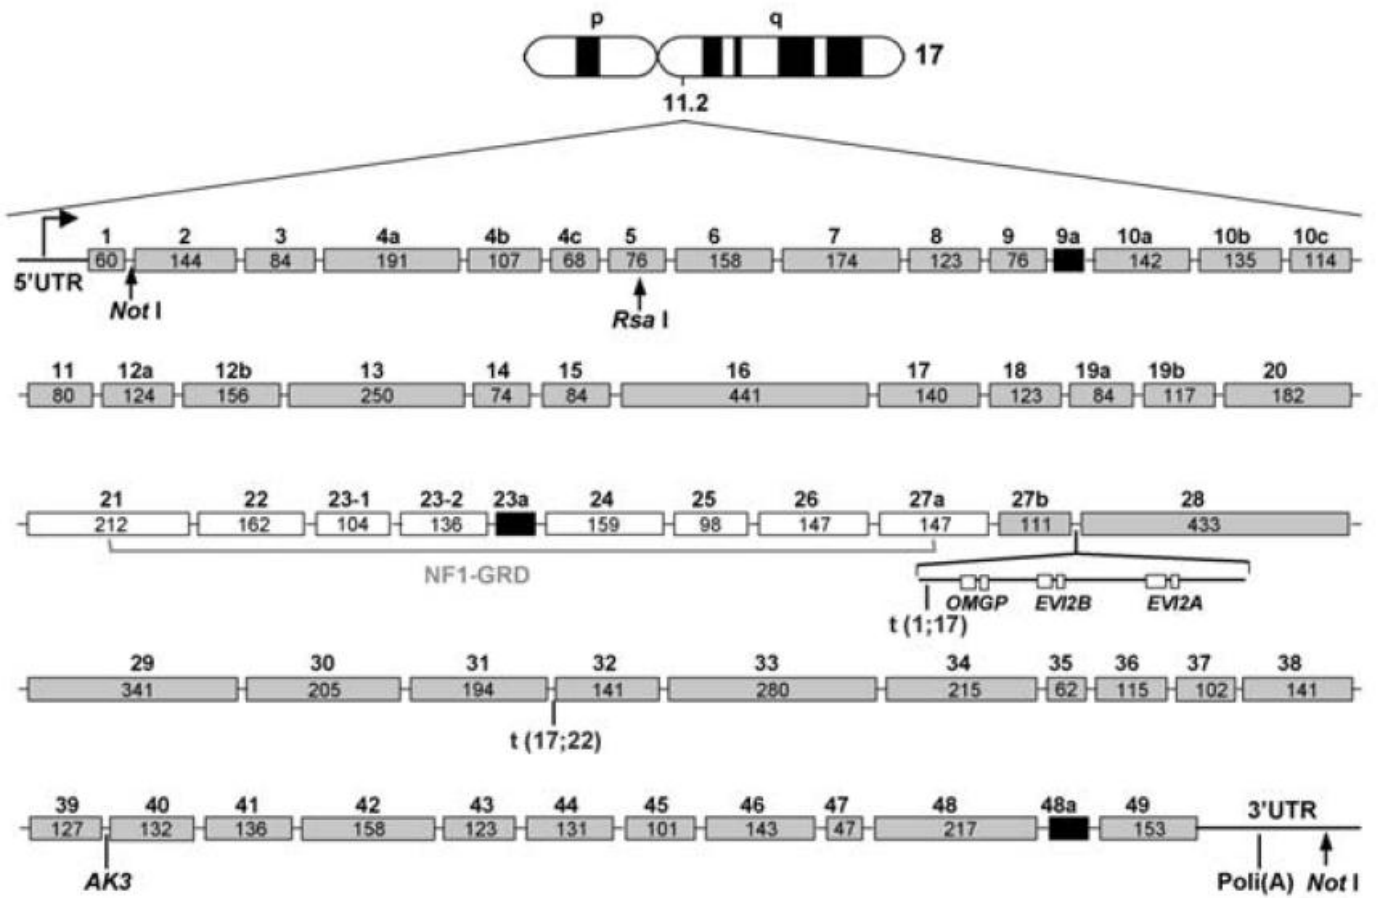 p q
17
11.2
1 2 3 4a 4b 4c 5 6 7 8 9 9a 10a 10b 10c
60 144 84 191 107 68 76 158 174 123 76 142 135 114
5'UTR
Not I
Rsa I
11 12a 12b 13 14 15 16 17 18 19a 19b 20
80 124 156 250 74 84 441 140 123 84 117 182
21 22 23-1 23-2 23a 24 25 26 27a 27b 28
212 162 104 136 159 98 147 147 111 433
NF1-GRD
OMGP EVI2B EVI2A
t (1;17)
29 30 31 32 33 34 35 36 37 38
341 205 194 141 280 215 62 115 102 141
t (17;22)
39 40 41 42 43 44 45 46 47 48 48a 49 3'UTR
127 132 136 158 123 131 101 143 47 217 153
AK3 Poli(A) Not I